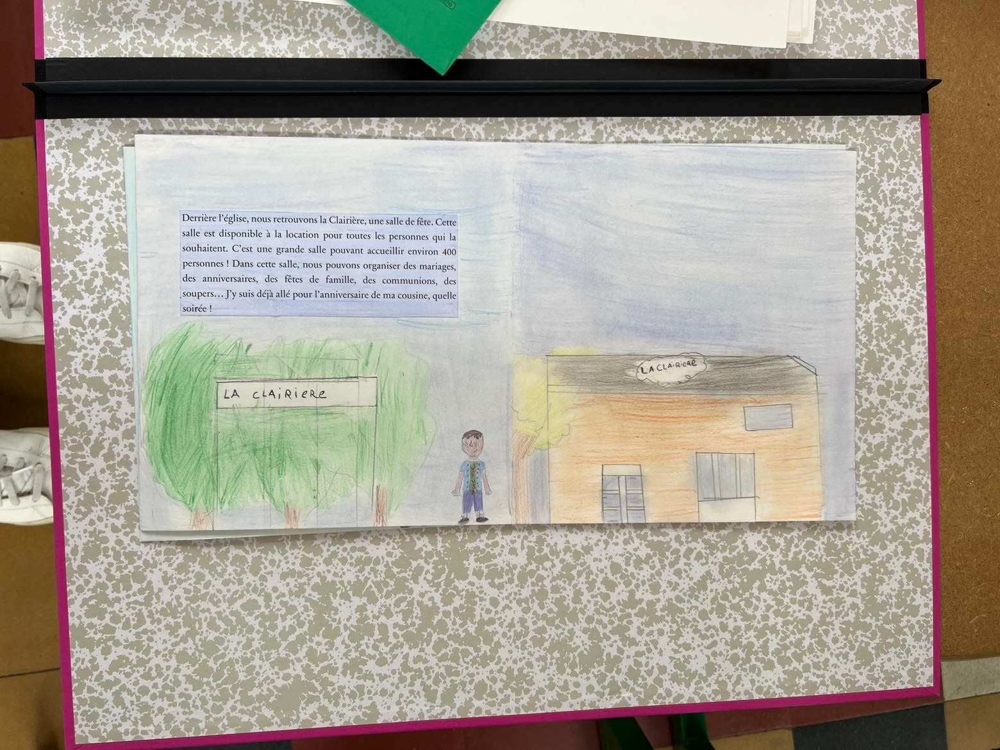 Derrière l'église, nous retrouvons la Clairière, une salle de fête. Cette
salle est disponible à la location pour toutes les personnes qui la
souhaitent. C'est une grande salle pouvant accueillir environ 400
personnes ! Dans cette salle, nous pouvons organiser des mariages,
des anniversaires, des fêtes de famille, des communions, des
soupers… J'y suis déjà allé pour l'anniversaire de ma cousine, quelle
soirée !
LA CLAiRiERE
LA CLAiRiERE